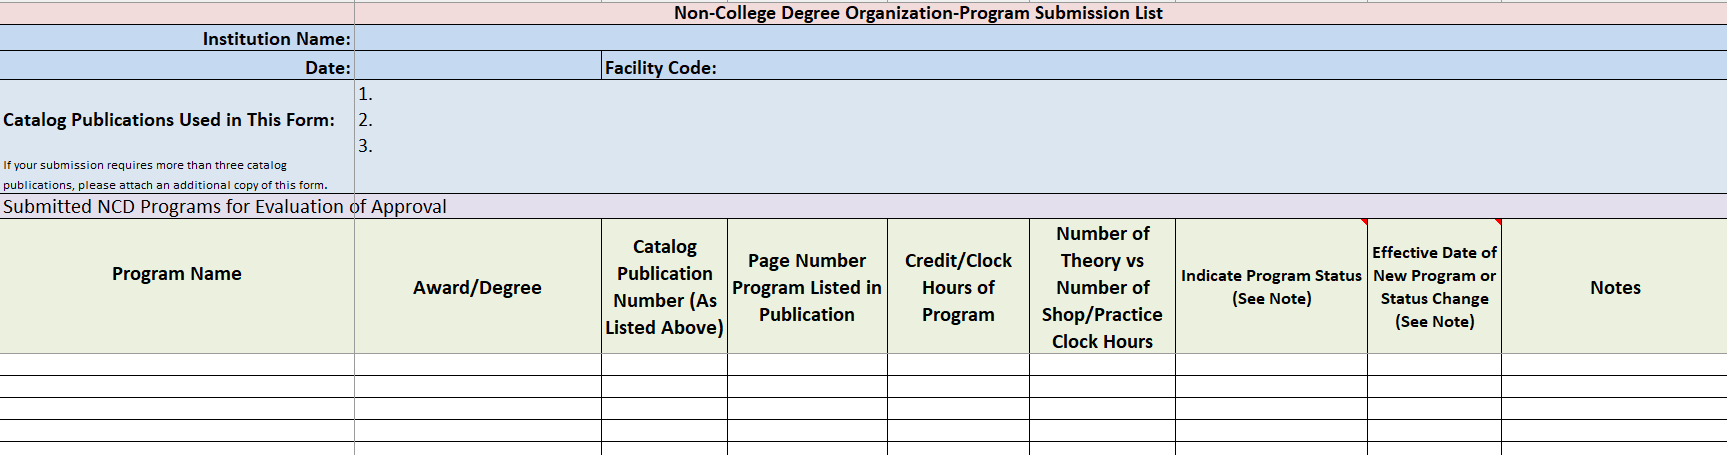 Non-College Degree Organization-Program Submission List
Institution Name:
Date:
Facility Code:
Catalog Publications Used in This Form:
If your submission requires more than three catalog
publications, please attach an additional copy of this form.
1.
2.
3.
Submitted NCD Programs for Evaluation of Approval
Program Name
Award/Degree
Catalog
Publication
Number (As
Listed Above)
Page Number
Program Listed in
Publication
Credit/Clock
Hours of
Program
Number of
Theory vs
Number of
Shop/Practice
Clock Hours
Indicate Program Status
(See Note)
Effective Date of
New Program or
Status Change
(See Note)
Notes